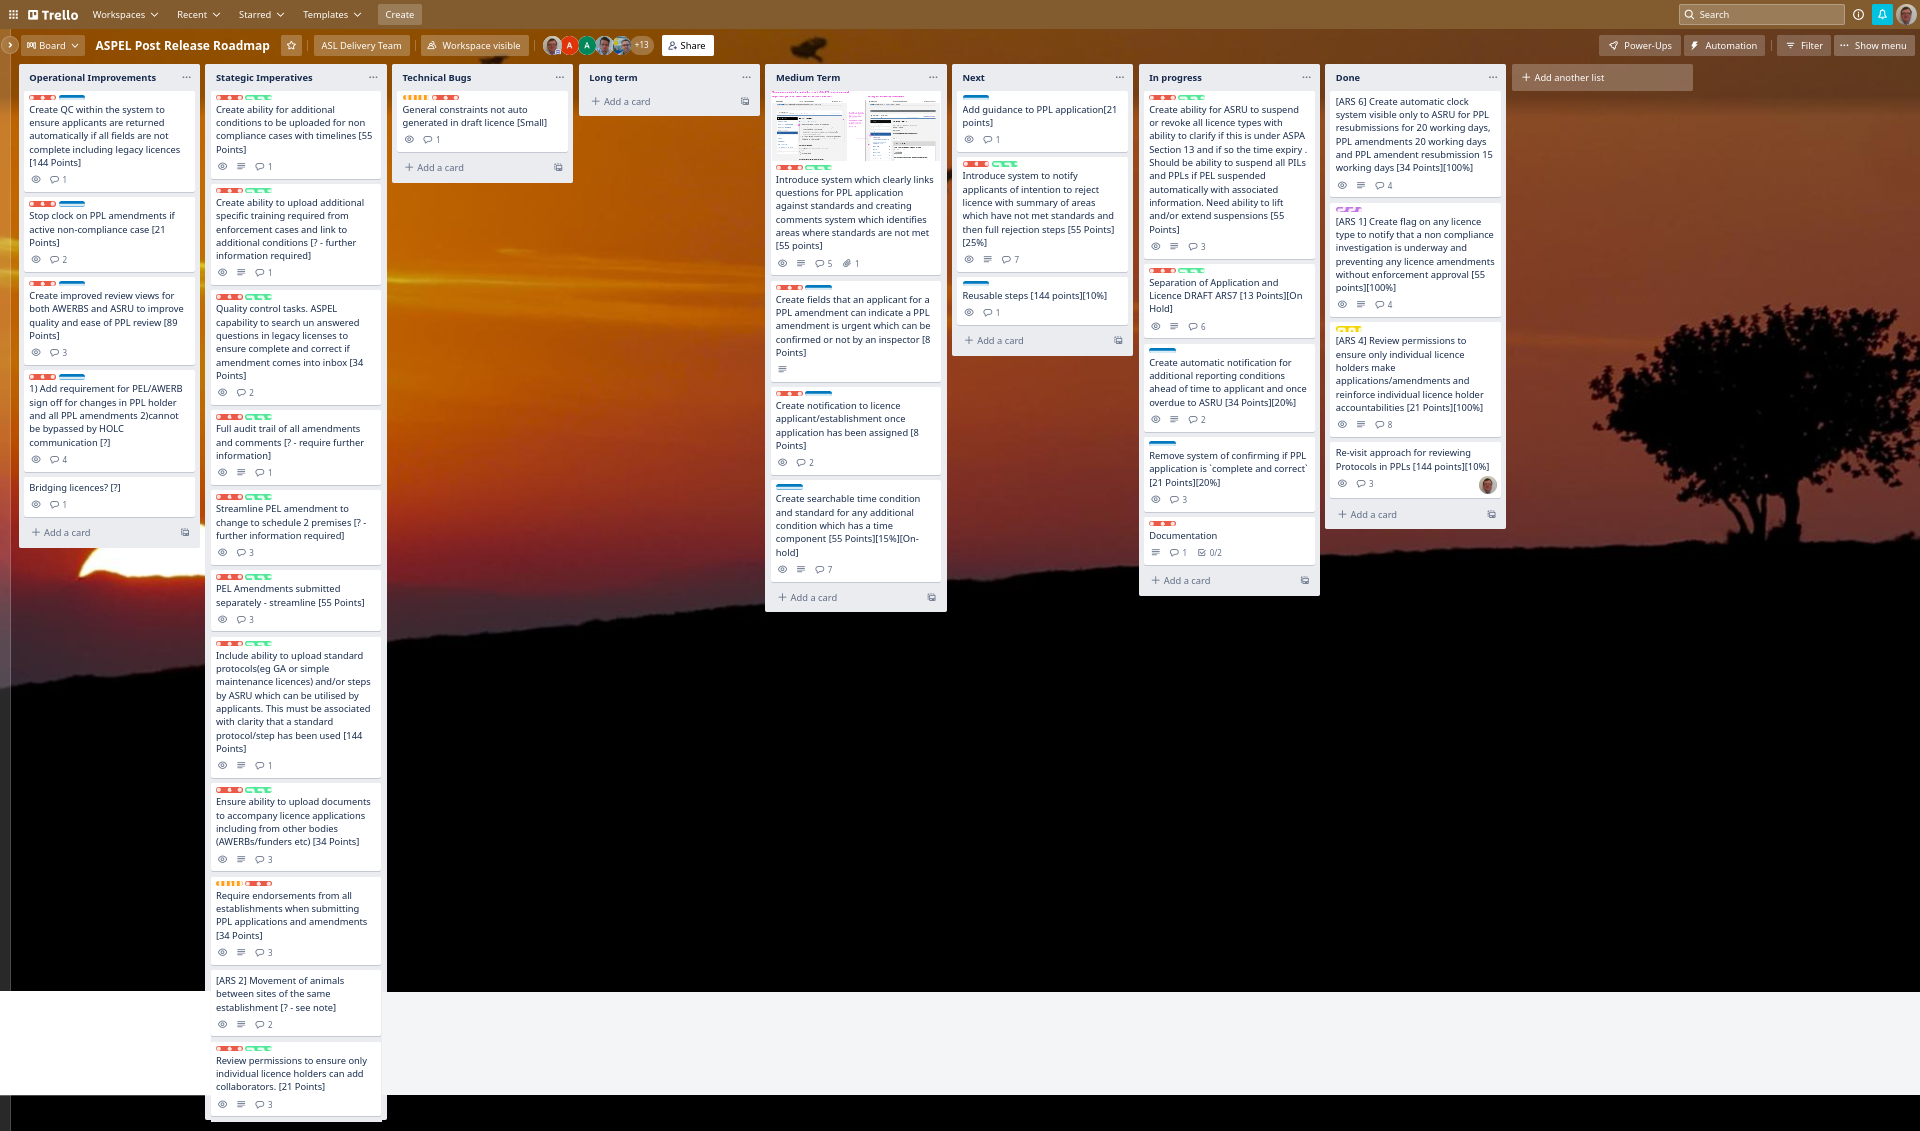 Trello
Workspaces
Recent
Starred
Templates
Create
Search
Board
ASPEL Post Release Roadmap
ASL Delivery Team
Workspace visible
A
A
+13
Share
Power-Ups
Automation
Filter
Show menu
Operational Improvements
Create QC within the system to
ensure applicants are returned
automatically if all fields are not
complete including legacy licences
[144 Points]
1
Stop clock on PPL amendments if
active non-compliance case [21
Points]
2
Create improved review views for
both AWERBS and ASRU to improve
quality and ease of PPL review [89
Points]
3
1) Add requirement for PEL/AWERB
sign off for changes in PPL holder
and all PPL amendments 2)cannot
be bypassed by HOLC
communication [?]
4
Bridging licences? [?]
1
Add a card
Stategic Imperatives
Create ability for additional
conditions to be uploaded for non
compliance cases with timelines [55
Points]
1
Create ability to upload additional
specific training required from
enforcement cases and link to
additional conditions [? - further
information required]
1
Quality control tasks. ASPEL
capability to search un answered
questions in legacy licenses to
ensure complete and correct if
amendment comes into inbox [34
Points]
2
Full audit trail of all amendments
and comments [? - require further
information]
1
Streamline PEL amendment to
change to schedule 2 premises [? -
further information required]
3
PEL Amendments submitted
separately - streamline [55 Points]
3
Include ability to upload standard
protocols(eg GA or simple
maintenance licences) and/or steps
by ASRU which can be utilised by
applicants. This must be associated
with clarity that a standard
protocol/step has been used [144
Points]
1
Ensure ability to upload documents
to accompany licence applications
including from other bodies
(AWERBs/funders etc) [34 Points]
3
Require endorsements from all
establishments when submitting
PPL applications and amendments
[34 Points]
3
[ARS 2] Movement of animals
between sites of the same
establishment [? - see note]
2
Review permissions to ensure only
individual licence holders can add
collaborators. [21 Points]
3
Technical Bugs
General constraints not auto
generated in draft licence [Small]
1
Add a card
Long term
Add a card
Medium Term
Introduce system which clearly links
questions for PPL application
against standards and creating
comments system which identifies
areas where standards are not met
[55 points]
5
1
Create fields that an applicant for a
PPL amendment can indicate a PPL
amendment is urgent which can be
confirmed or not by an inspector [8
Points]
Create notification to licence
applicant/establishment once
application has been assigned [8
Points]
2
Create searchable time condition
and standard for any additional
condition which has a time
component [55 Points][15%][On-
hold]
7
Add a card
Next
Add guidance to PPL application[21
points]
1
Introduce system to notify
applicants of intention to reject
licence with summary of areas
which have not met standards and
then full rejection steps [55 Points]
[25%]
7
Reusable steps [144 points][10%]
1
Add a card
In progress
Create ability for ASRU to suspend
or revoke all licence types with
ability to clarify if this is under ASPA
Section 13 and if so the time expiry .
Should be ability to suspend all PILs
and PPLs if PEL suspended
automatically with associated
information. Need ability to lift
and/or extend suspensions [55
Points]
3
Separation of Application and
Licence DRAFT ARS7 [13 Points][On
Hold]
6
Create automatic notification for
additional reporting conditions
ahead of time to applicant and once
overdue to ASRU [34 Points][20%]
2
Remove system of confirming if PPL
application is `complete and correct`
[21 Points][20%]
3
Documentation
1
0/2
Add a card
Done
[ARS 6] Create automatic clock
system visible only to ASRU for PPL
resubmissions for 20 working days,
PPL amendments 20 working days
and PPL amendent resubmission 15
working days [34 Points][100%]
4
[ARS 1] Create flag on any licence
type to notify that a non compliance
investigation is underway and
preventing any licence amendments
without enforcement approval [55
points][100%]
4
[ARS 4] Review permissions to
ensure only individual licence
holders make
applications/amendments and
reinforce individual licence holder
accountabilities [21 Points][100%]
8
Re-visit approach for reviewing
Protocols in PPLs [144 points][10%]
3
Add a card
Add another list